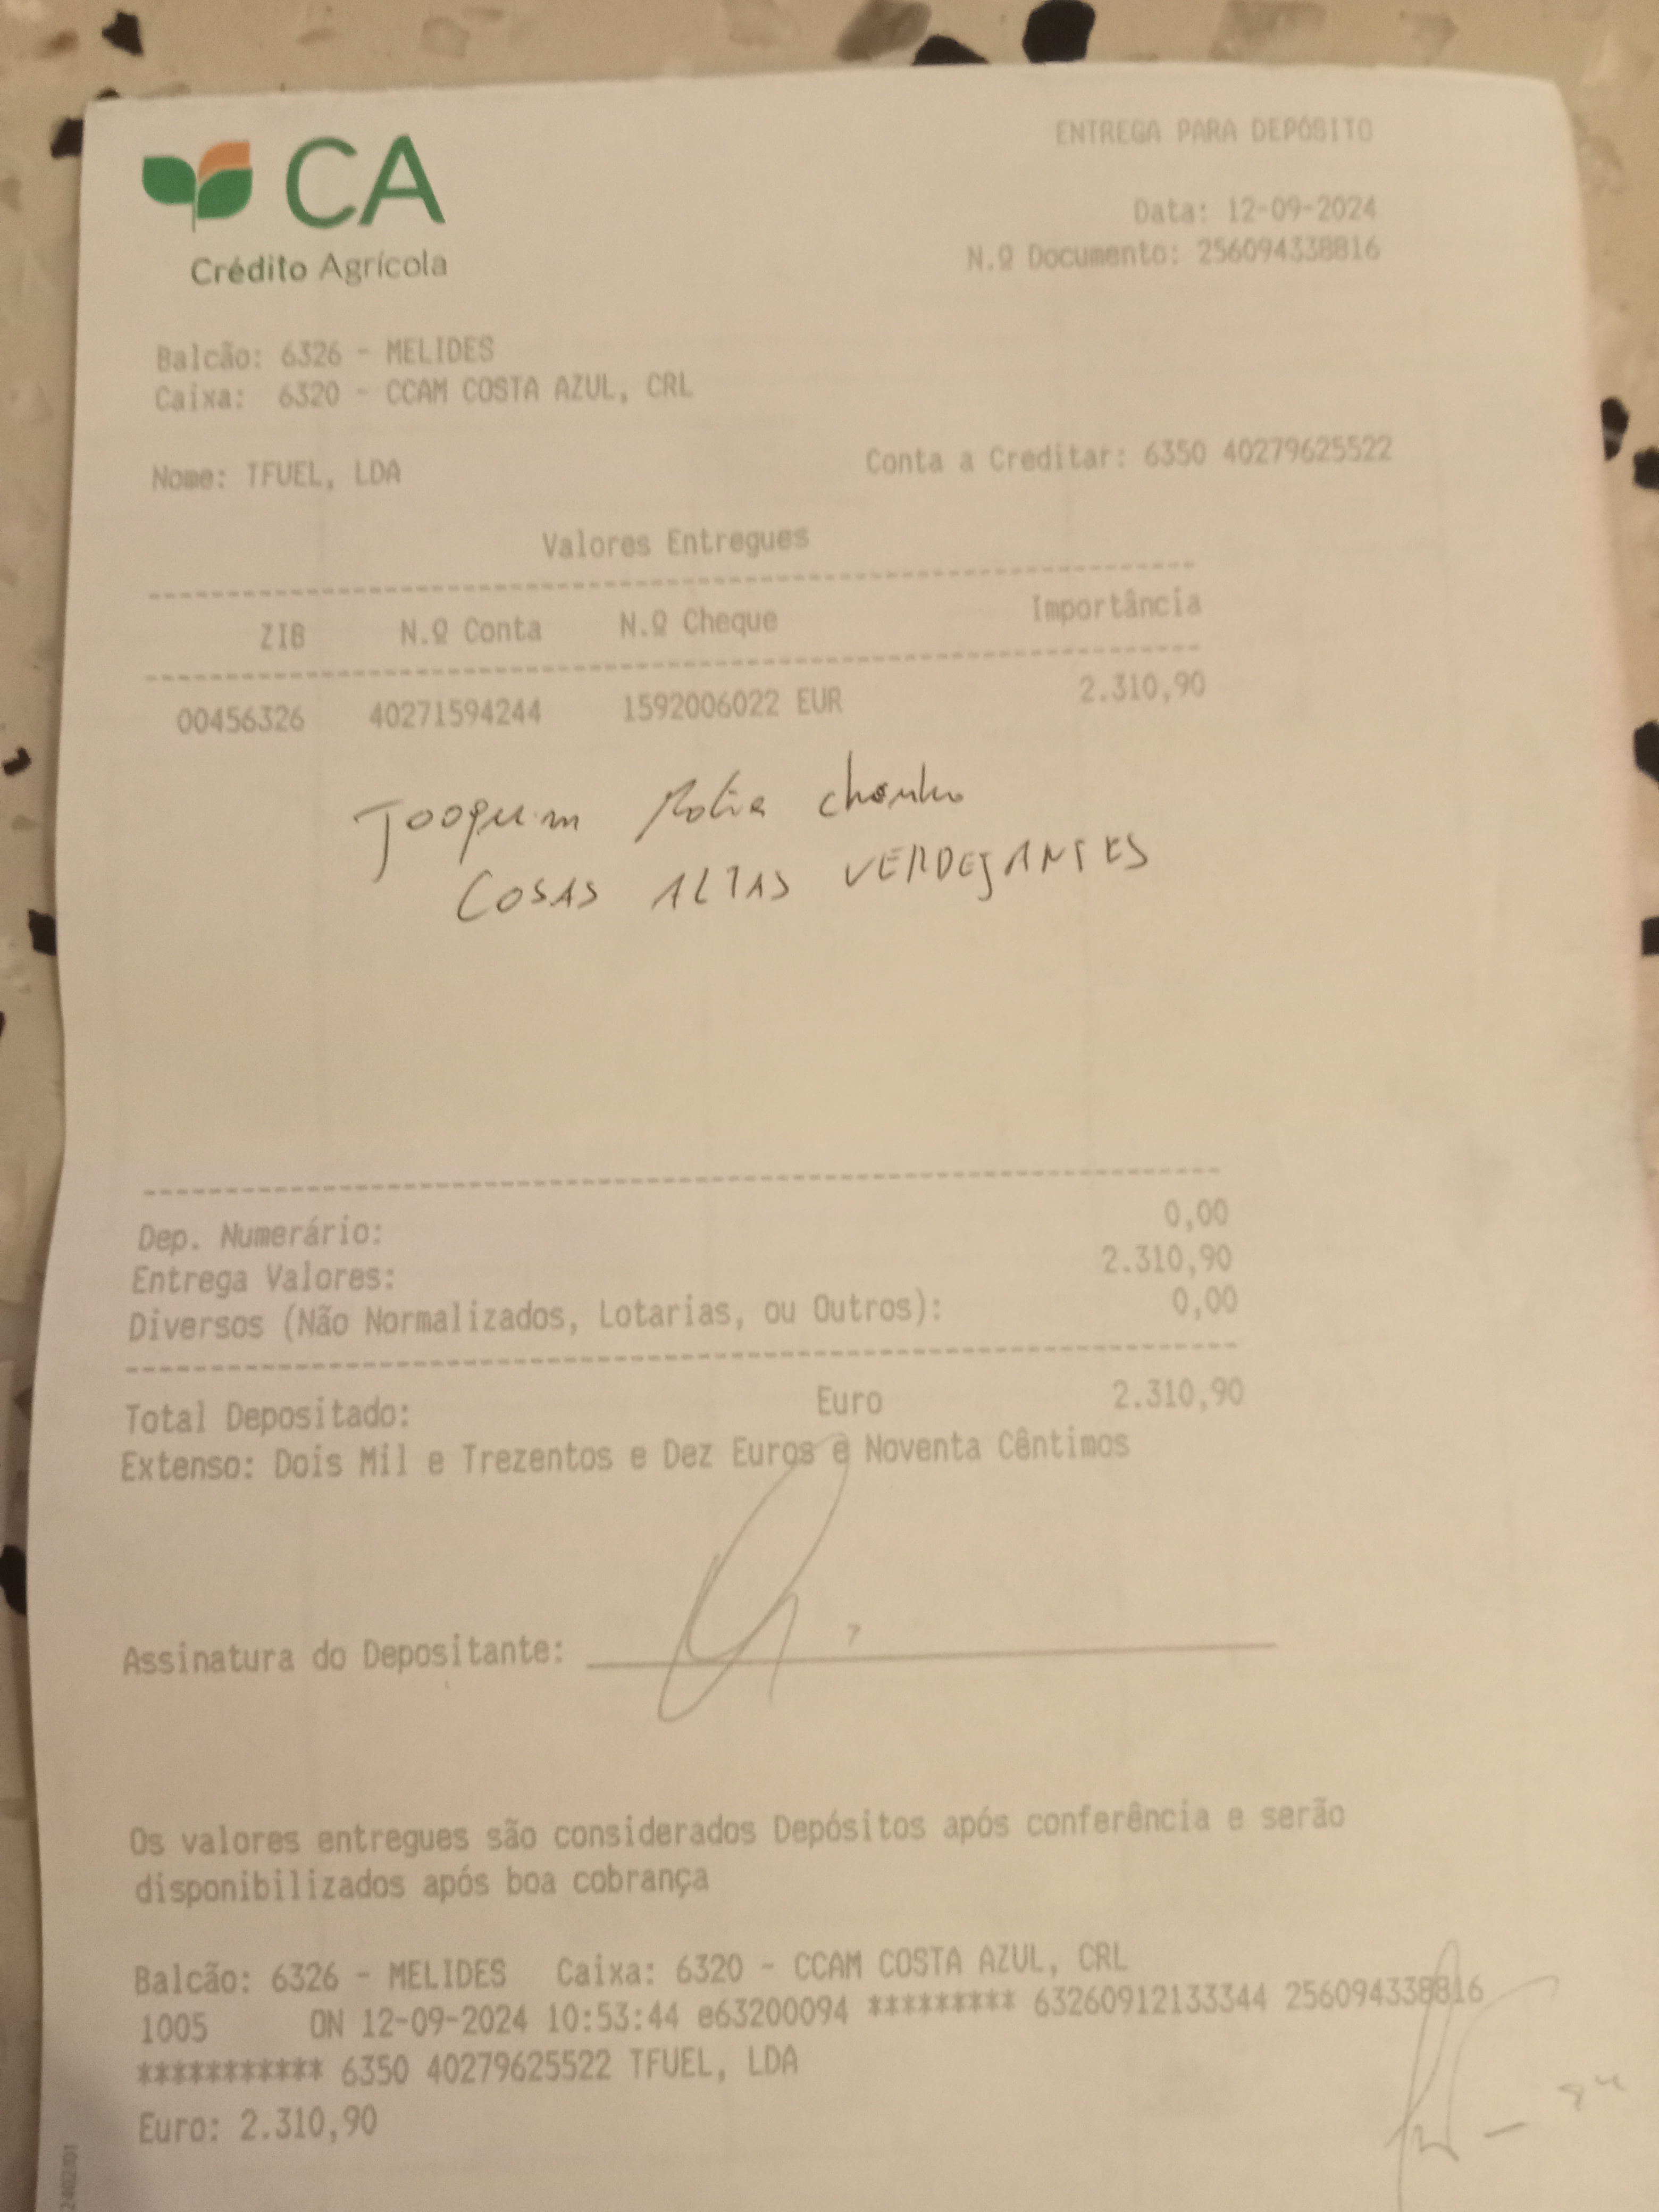 CA
Crédito Agrícola
ENTREGA PARA DEPÓSITO
Data: 12-09-2024
N.º Documento: 256094338816
Balcão: 6326 - MELIDES
Caixa: 6320 - CCAM COSTA AZUL, CRL
Nome: TFUEL, LDA
Conta a Creditar: 6350 40279625522
Valores Entregues
ZIB N.º Conta N.º Cheque Importância
00456326 40271594244 1592006022 EUR 2.310,90
Joaquim
COSAS ALTAS VERDEJANTES
Dep. Numerário: 0,00
Entrega Valores: 2.310,90
Diversos (Não Normalizados, Lotarias, ou Outros): 0,00
Total Depositado: Euro 2.310,90
Extenso: Dois Mil e Trezentos e Dez Euros e Noventa Cêntimos
Assinatura do Depositante:
Os valores entregues são considerados Depósitos após conferência e serão
disponibilizados após boa cobrança
Balcão: 6326 - MELIDES Caixa: 6320 - CCAM COSTA AZUL, CRL
1005 ON 12-09-2024 10:53:44 e63200094 ********* 63260912133344 256094338816
*********** 6350 40279625522 TFUEL, LDA
Euro: 2.310,90